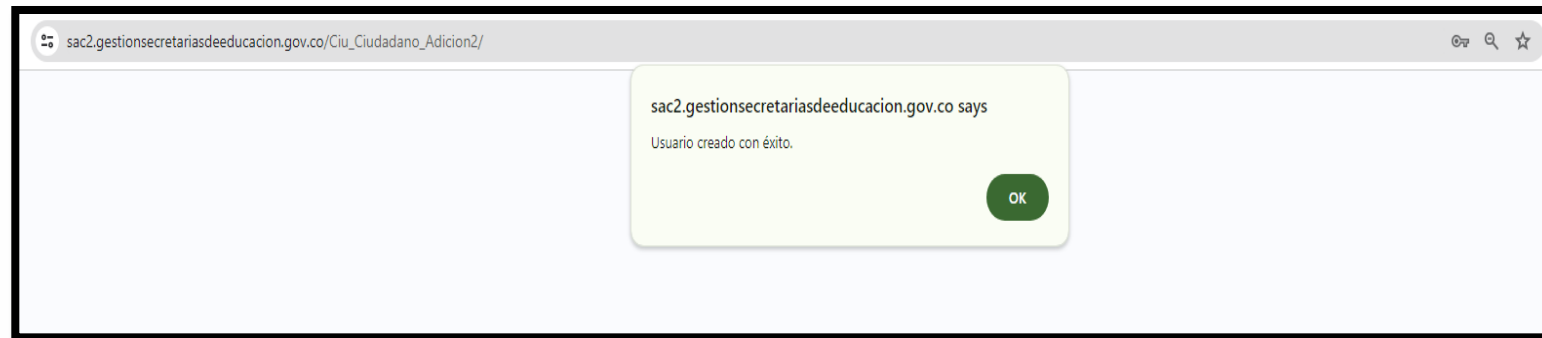 sac2.gestionsecretariasdeeducacion.gov.co/Ciu_Ciudadano_Adicion2/
sac2.gestionsecretariasdeeducacion.gov.co says
Usuario creado con éxito.
OK